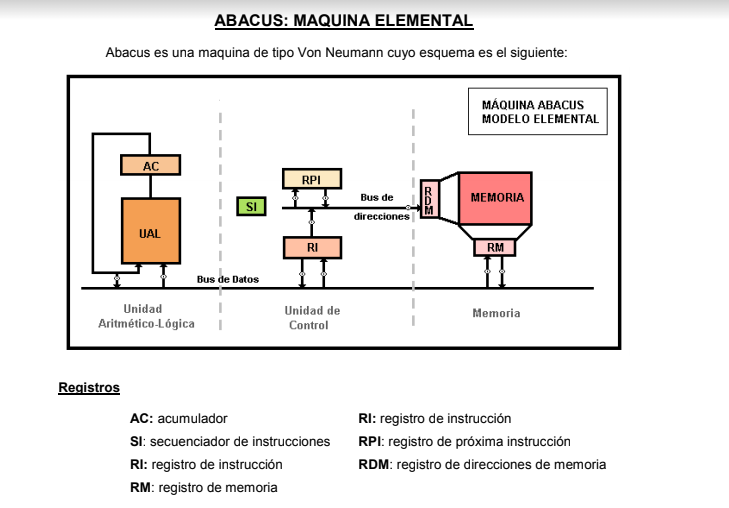 ABACUS: MAQUINA ELEMENTAL
Abacus es una maquina de tipo Von Neumann cuyo esquema es el siguiente:
MÁQUINA ABACUS
MODELO ELEMENTAL
AC
UAL
SI
RPI
RI
Bus de
direcciones
RDM
MEMORIA
RM
Bus de Datos
Unidad
Aritmético-Lógica
Unidad de
Control
Memoria
Registros
AC: acumulador
SI: secuenciador de instrucciones
RI: registro de instrucción
RM: registro de memoria
RI: registro de instrucción
RPI: registro de próxima instrucción
RDM: registro de direcciones de memoria